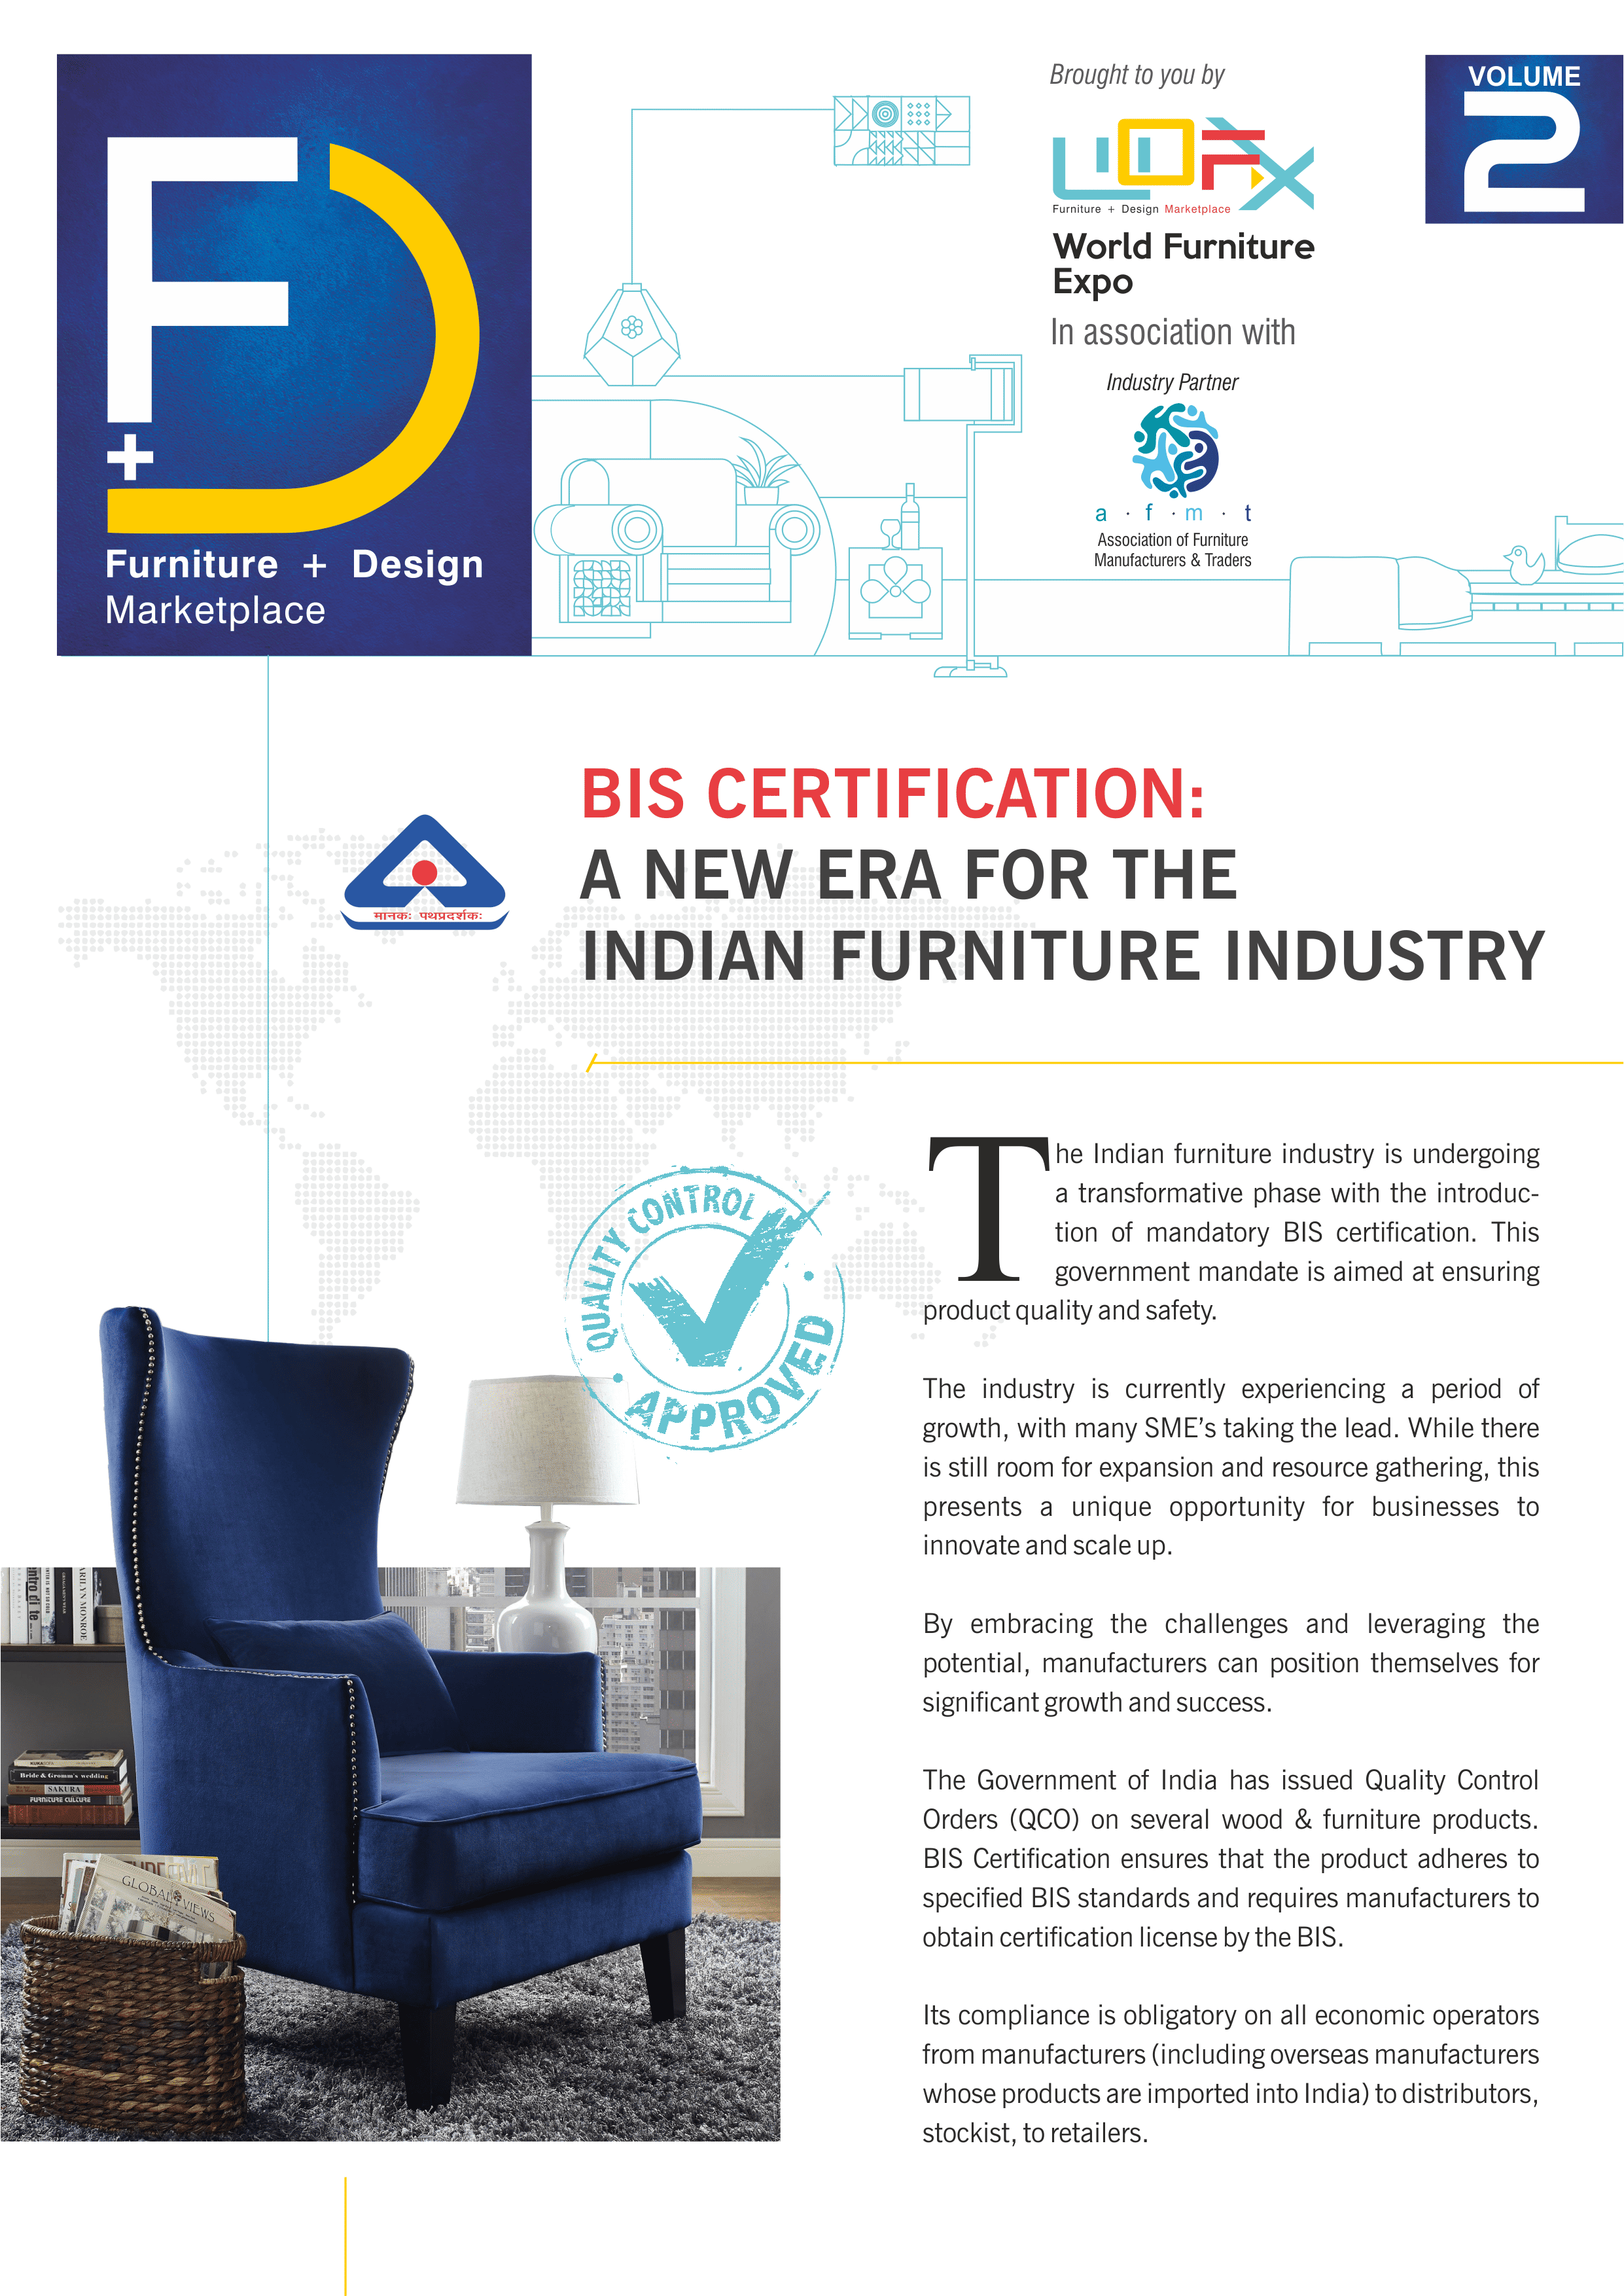 F
+
D
Furniture + Design
Marketplace
Brought to you by
WOFX
Furniture + Design Marketplace
World Furniture
Expo
In association with
Industry Partner
a · f · m · t
Association of Furniture
Manufacturers & Traders
VOLUME
2
मानकः पथप्रदर्शकः
BIS CERTIFICATION:
A NEW ERA FOR THE
INDIAN FURNITURE INDUSTRY
QUALITY CONTROL
APPROVED
The Indian furniture industry is undergoing
a transformative phase with the introduc-
tion of mandatory BIS certification. This
government mandate is aimed at ensuring
product quality and safety.
The industry is currently experiencing a period of
growth, with many SME’s taking the lead. While there
is still room for expansion and resource gathering, this
presents a unique opportunity for businesses to
innovate and scale up.
By embracing the challenges and leveraging the
potential, manufacturers can position themselves for
significant growth and success.
The Government of India has issued Quality Control
Orders (QCO) on several wood & furniture products.
BIS Certification ensures that the product adheres to
specified BIS standards and requires manufacturers to
obtain certification license by the BIS.
Its compliance is obligatory on all economic operators
from manufacturers (including overseas manufacturers
whose products are imported into India) to distributors,
stockist, to retailers.
MARILYN MONROE
Bride & Gromm's wedding
SAKURA
FURNITURE CULTURE
GLOBAL VIEWS